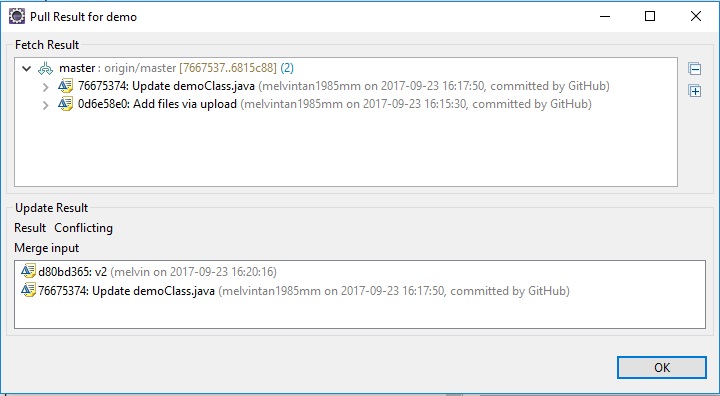 Pull Result for demo
Fetch Result
master : origin/master [7667537..6815c88] (2)
76675374: Update demoClass.java (melvintan1985mm on 2017-09-23 16:17:50, committed by GitHub)
0d6e58e0: Add files via upload (melvintan1985mm on 2017-09-23 16:15:30, committed by GitHub)
Update Result
Result Conflicting
Merge input
d80bd365: v2 (melvin on 2017-09-23 16:20:16)
76675374: Update demoClass.java (melvintan1985mm on 2017-09-23 16:17:50, committed by GitHub)
OK